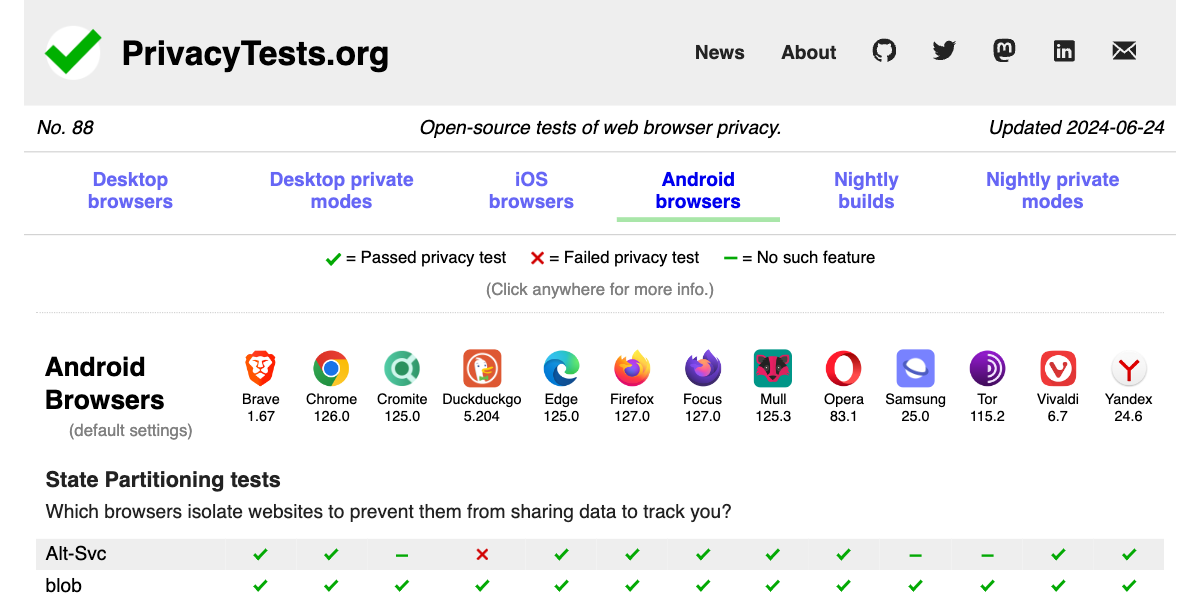 PrivacyTests.org
News About
No. 88 Open-source tests of web browser privacy. Updated 2024-06-24
Desktop browsers Desktop private modes iOS browsers Android browsers Nightly builds Nightly private modes
= Passed privacy test = Failed privacy test = No such feature
(Click anywhere for more info.)
Android
Browsers
(default settings)
Brave Chrome Cromite Duckduckgo Edge Firefox Focus Mull Opera Samsung Tor Vivaldi Yandex
1.67 126.0 125.0 5.204 125.0 127.0 127.0 125.3 83.1 25.0 115.2 6.7 24.6
State Partitioning tests
Which browsers isolate websites to prevent them from sharing data to track you?
Alt-Svc
blob